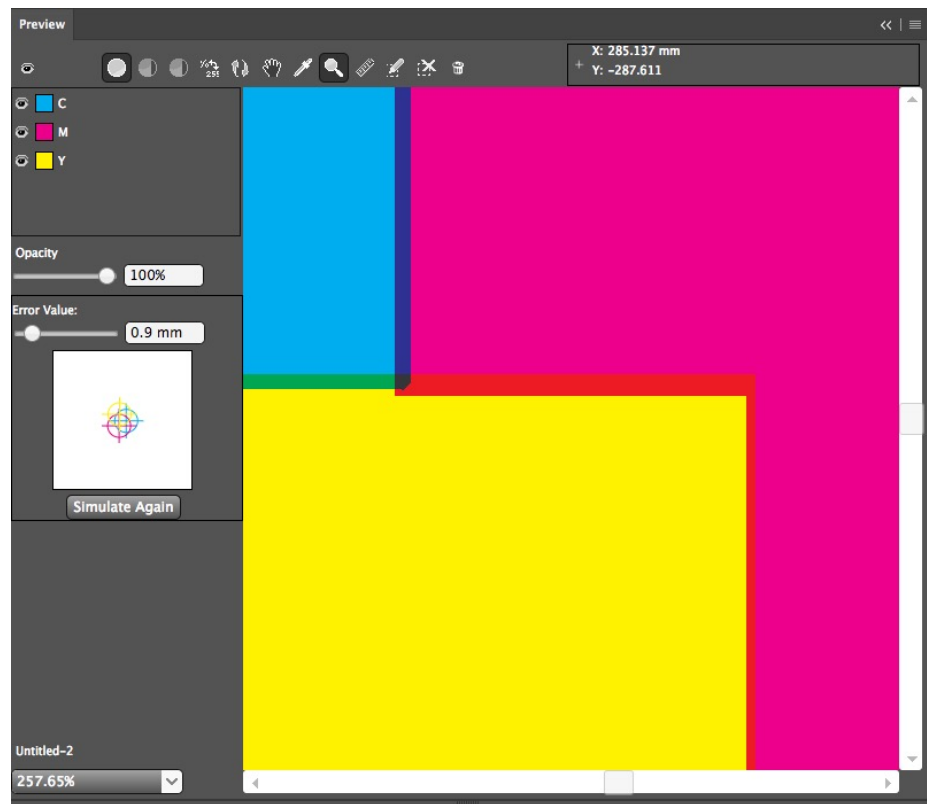 Preview
X: 285.137 mm
Y: -287.611
C
M
Y
Opacity
100%
Error Value:
0.9 mm
Simulate Again
Untitled-2
257.65%